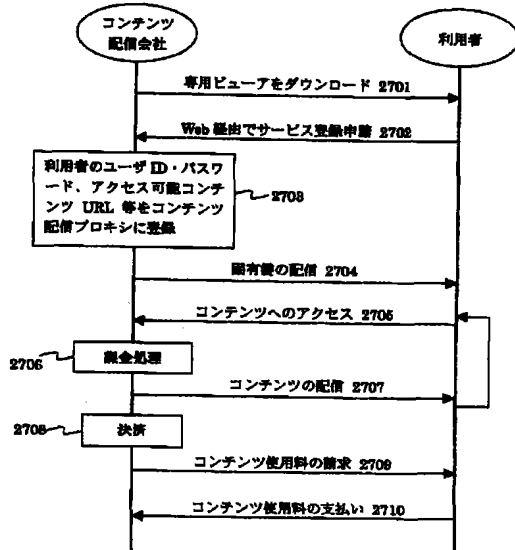 コンテンツ
配信会社
利用者
専用ビューアをダウンロード 2701
Web 経由でサービス登録申請 2702
利用者のユーザ ID・パス
ワード、アクセス可能コンテ
ンツ URL 等をコンテンツ
配信プロキシに登録
2703
固有鍵の配信 2704
コンテンツへのアクセス 2705
2706
課金処理
コンテンツの配信 2707
2708
決済
コンテンツ使用料の請求 2709
コンテンツ使用料の支払い 2710